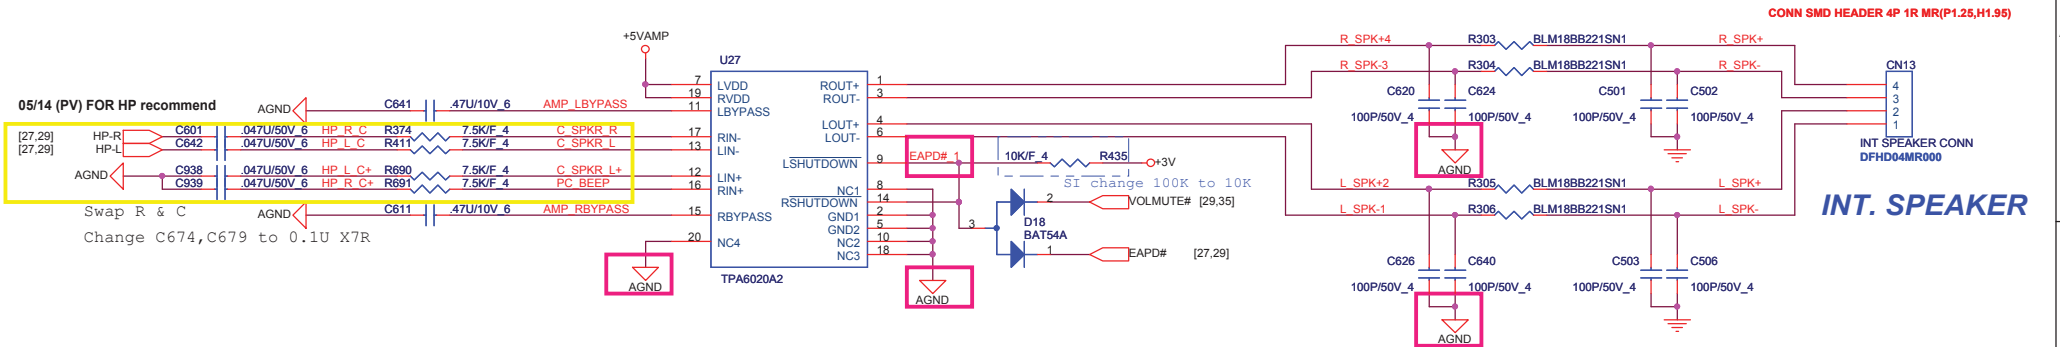 CONN SMD HEADER 4P 1R MR(P1.25,H1.95)
+5VAMP
U27
R_SPK+4 R303 BLM18BB221SN1 R_SPK+
R_SPK-3 R304 BLM18BB221SN1 R_SPK-
CN13
7 LVDD ROUT+ 1
19 RVDD ROUT- 3
11 LBYPASS
05/14 (PV) FOR HP recommend
AGND C641 .47U/10V_6 AMP_LBYPASS
C620 C624 C501 C502
100P/50V_4 100P/50V_4 100P/50V_4 100P/50V_4
4
3
2
1
[27,29] HP-R C601 .047U/50V_6 HP_R_C R374 7.5K/F_4 C_SPKR_R 17 RIN-
[27,29] HP-L C642 .047U/50V_6 HP_L_C R411 7.5K/F_4 C_SPKR_L 13 LIN-
LOUT+ 4
LOUT- 6
INT SPEAKER CONN
DFHD04MR000
LSHUTDOWN 9 EAPD#_1 10K/F_4 R435 +3V
AGND
SI change 100K to 10K
AGND C938 .047U/50V_6 HP_L_C+ R690 7.5K/F_4 C_SPKR_L+ 12 LIN+
C939 .047U/50V_6 HP_R_C+ R691 7.5K/F_4 PC_BEEP 16 RIN+
NC1 8
RSHUTDOWN 14
GND1 2
GND2 5
NC2 10
NC3 18
L_SPK+2 R305 BLM18BB221SN1 L_SPK+
L_SPK-1 R306 BLM18BB221SN1 L_SPK-
INT. SPEAKER
2 VOLMUTE# [29,35]
3 D18
BAT54A
1 EAPD# [27,29]
Swap R & C
AGND C611 .47U/10V_6 AMP_RBYPASS 15 RBYPASS
Change C674,C679 to 0.1U X7R
20 NC4
C626 C640 C503 C506
100P/50V_4 100P/50V_4 100P/50V_4 100P/50V_4
TPA6020A2
AGND
AGND
AGND